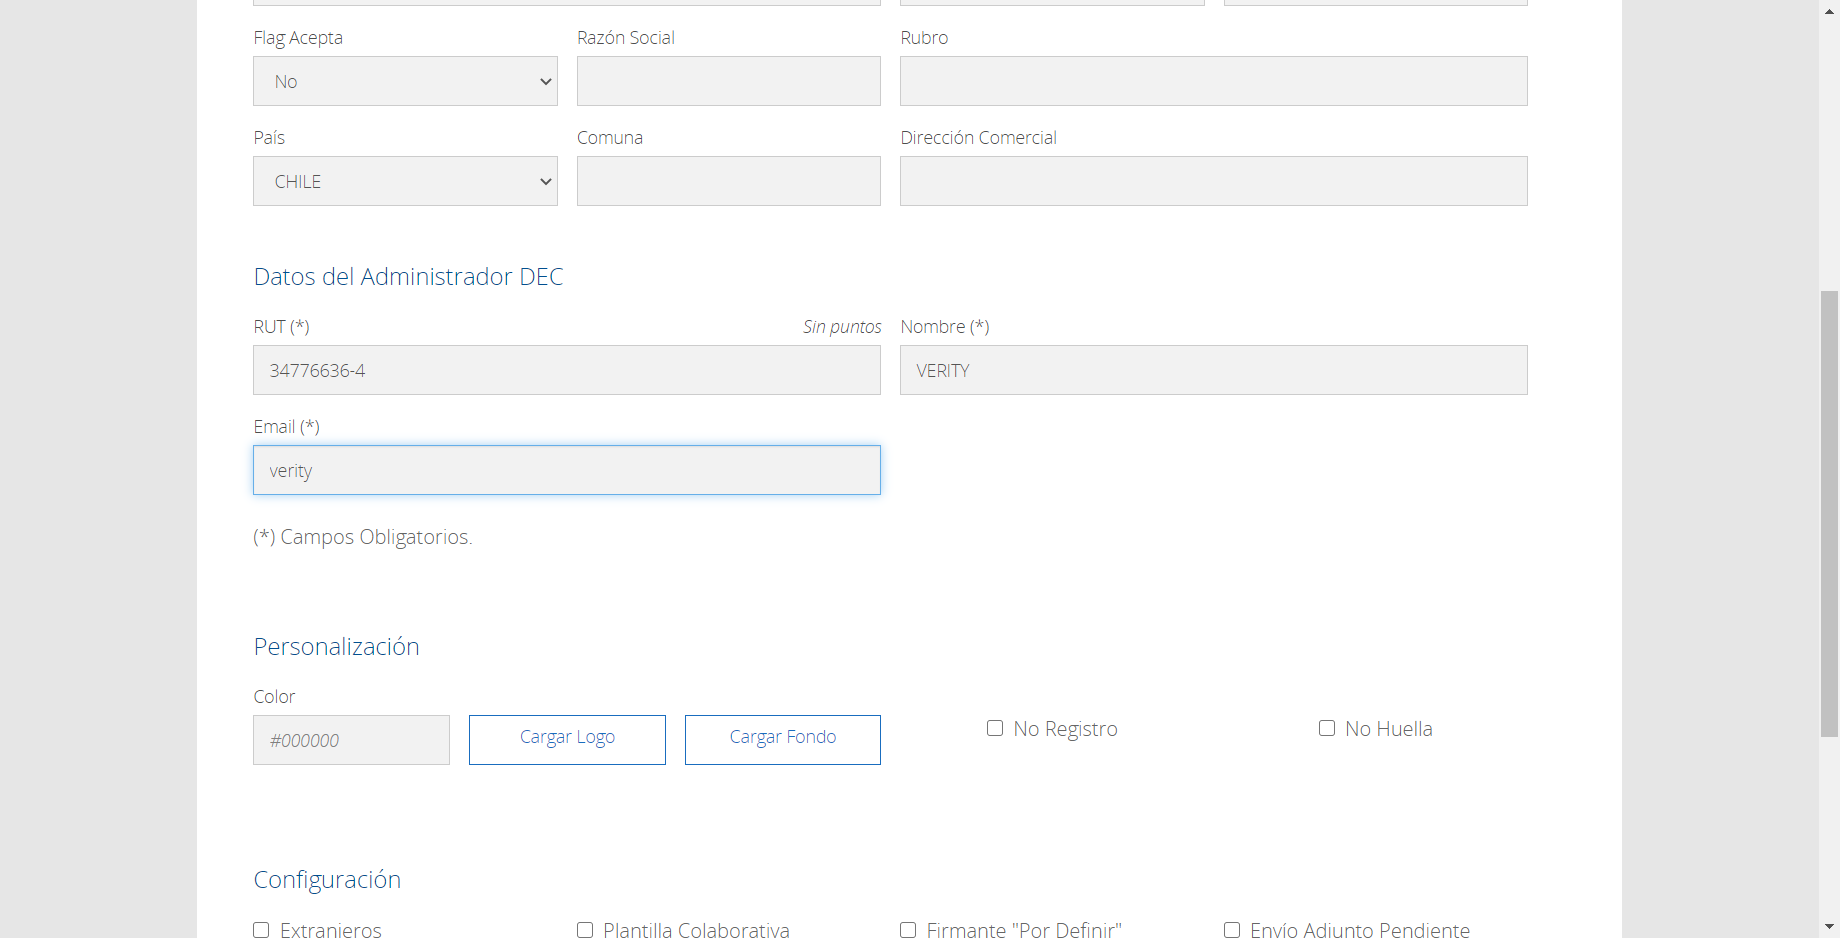 Flag Acepta Razón Social Rubro
No
País Comuna Dirección Comercial
CHILE
Datos del Administrador DEC
RUT (*) Sin puntos Nombre (*)
34776636-4 VERITY
Email (*)
verity
(*) Campos Obligatorios.
Personalización
Color
#000000 Cargar Logo Cargar Fondo No Registro No Huella
Configuración
Extranjeros Plantilla Colaborativa Firmante "Por Definir" Envío Adjunto Pendiente